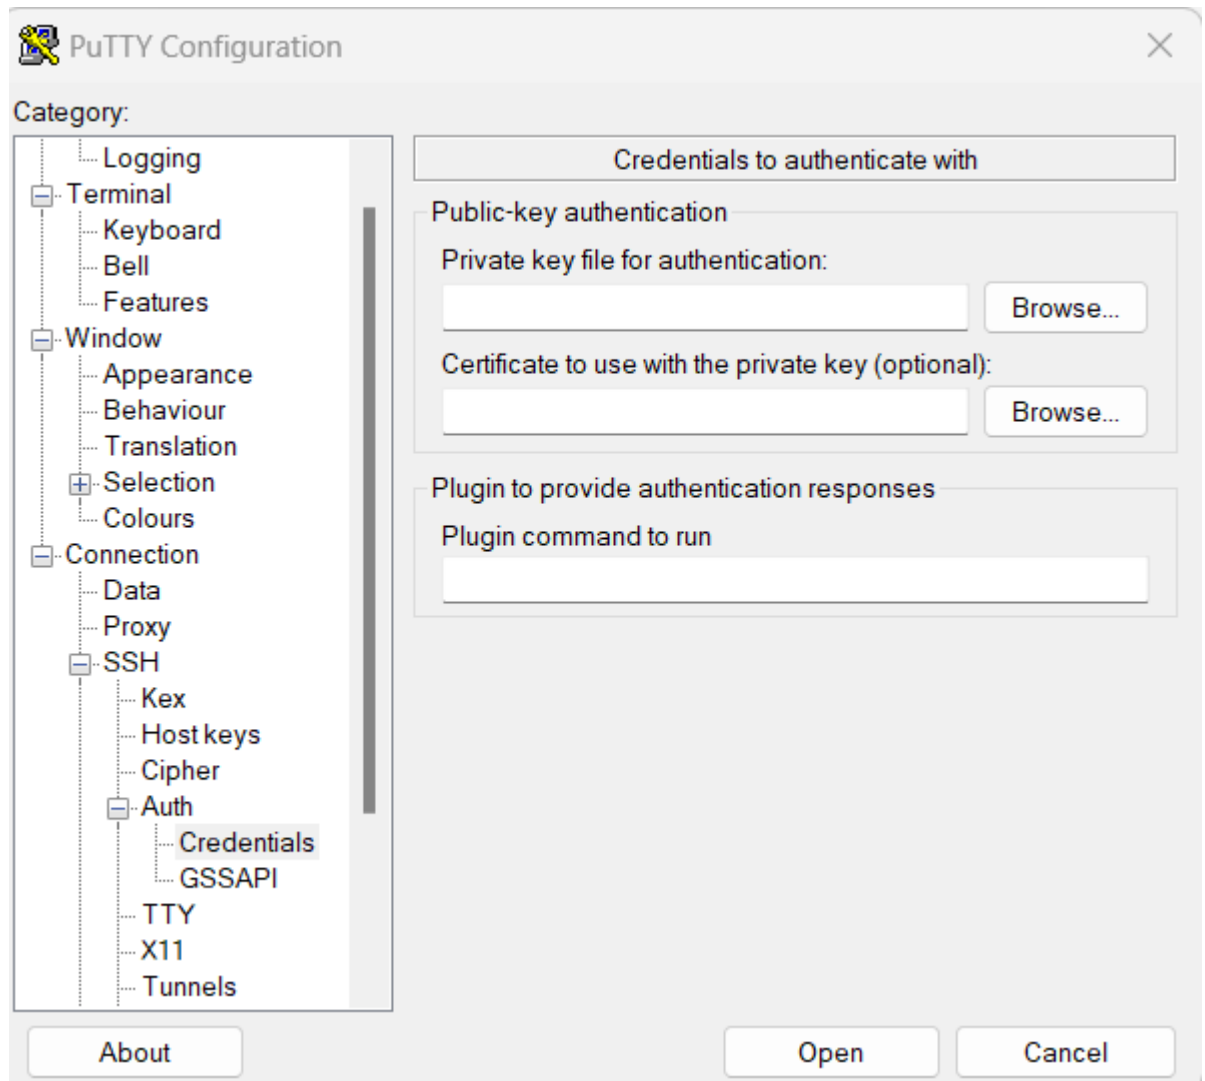 PuTTY Configuration
Category:
Logging
Terminal
Keyboard
Bell
Features
Window
Appearance
Behaviour
Translation
Selection
Colours
Connection
Data
Proxy
SSH
Kex
Host keys
Cipher
Auth
Credentials
GSSAPI
TTY
X11
Tunnels
Credentials to authenticate with
Public-key authentication
Private key file for authentication:
Browse...
Certificate to use with the private key (optional):
Browse...
Plugin to provide authentication responses
Plugin command to run
About
Open
Cancel